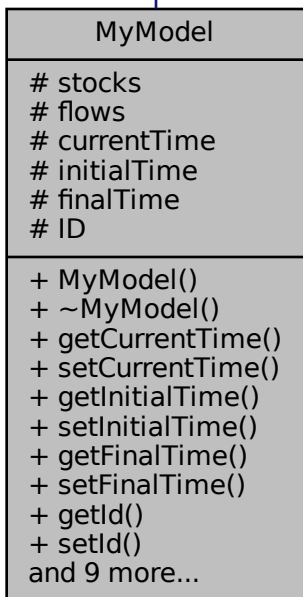 MyModel
# stocks
# flows
# currentTime
# initialTime
# finalTime
# ID
+ MyModel()
+ ~MyModel()
+ getCurrentTime()
+ setCurrentTime()
+ getInitialTime()
+ setInitialTime()
+ getFinalTime()
+ setFinalTime()
+ getId()
+ setId()
and 9 more...